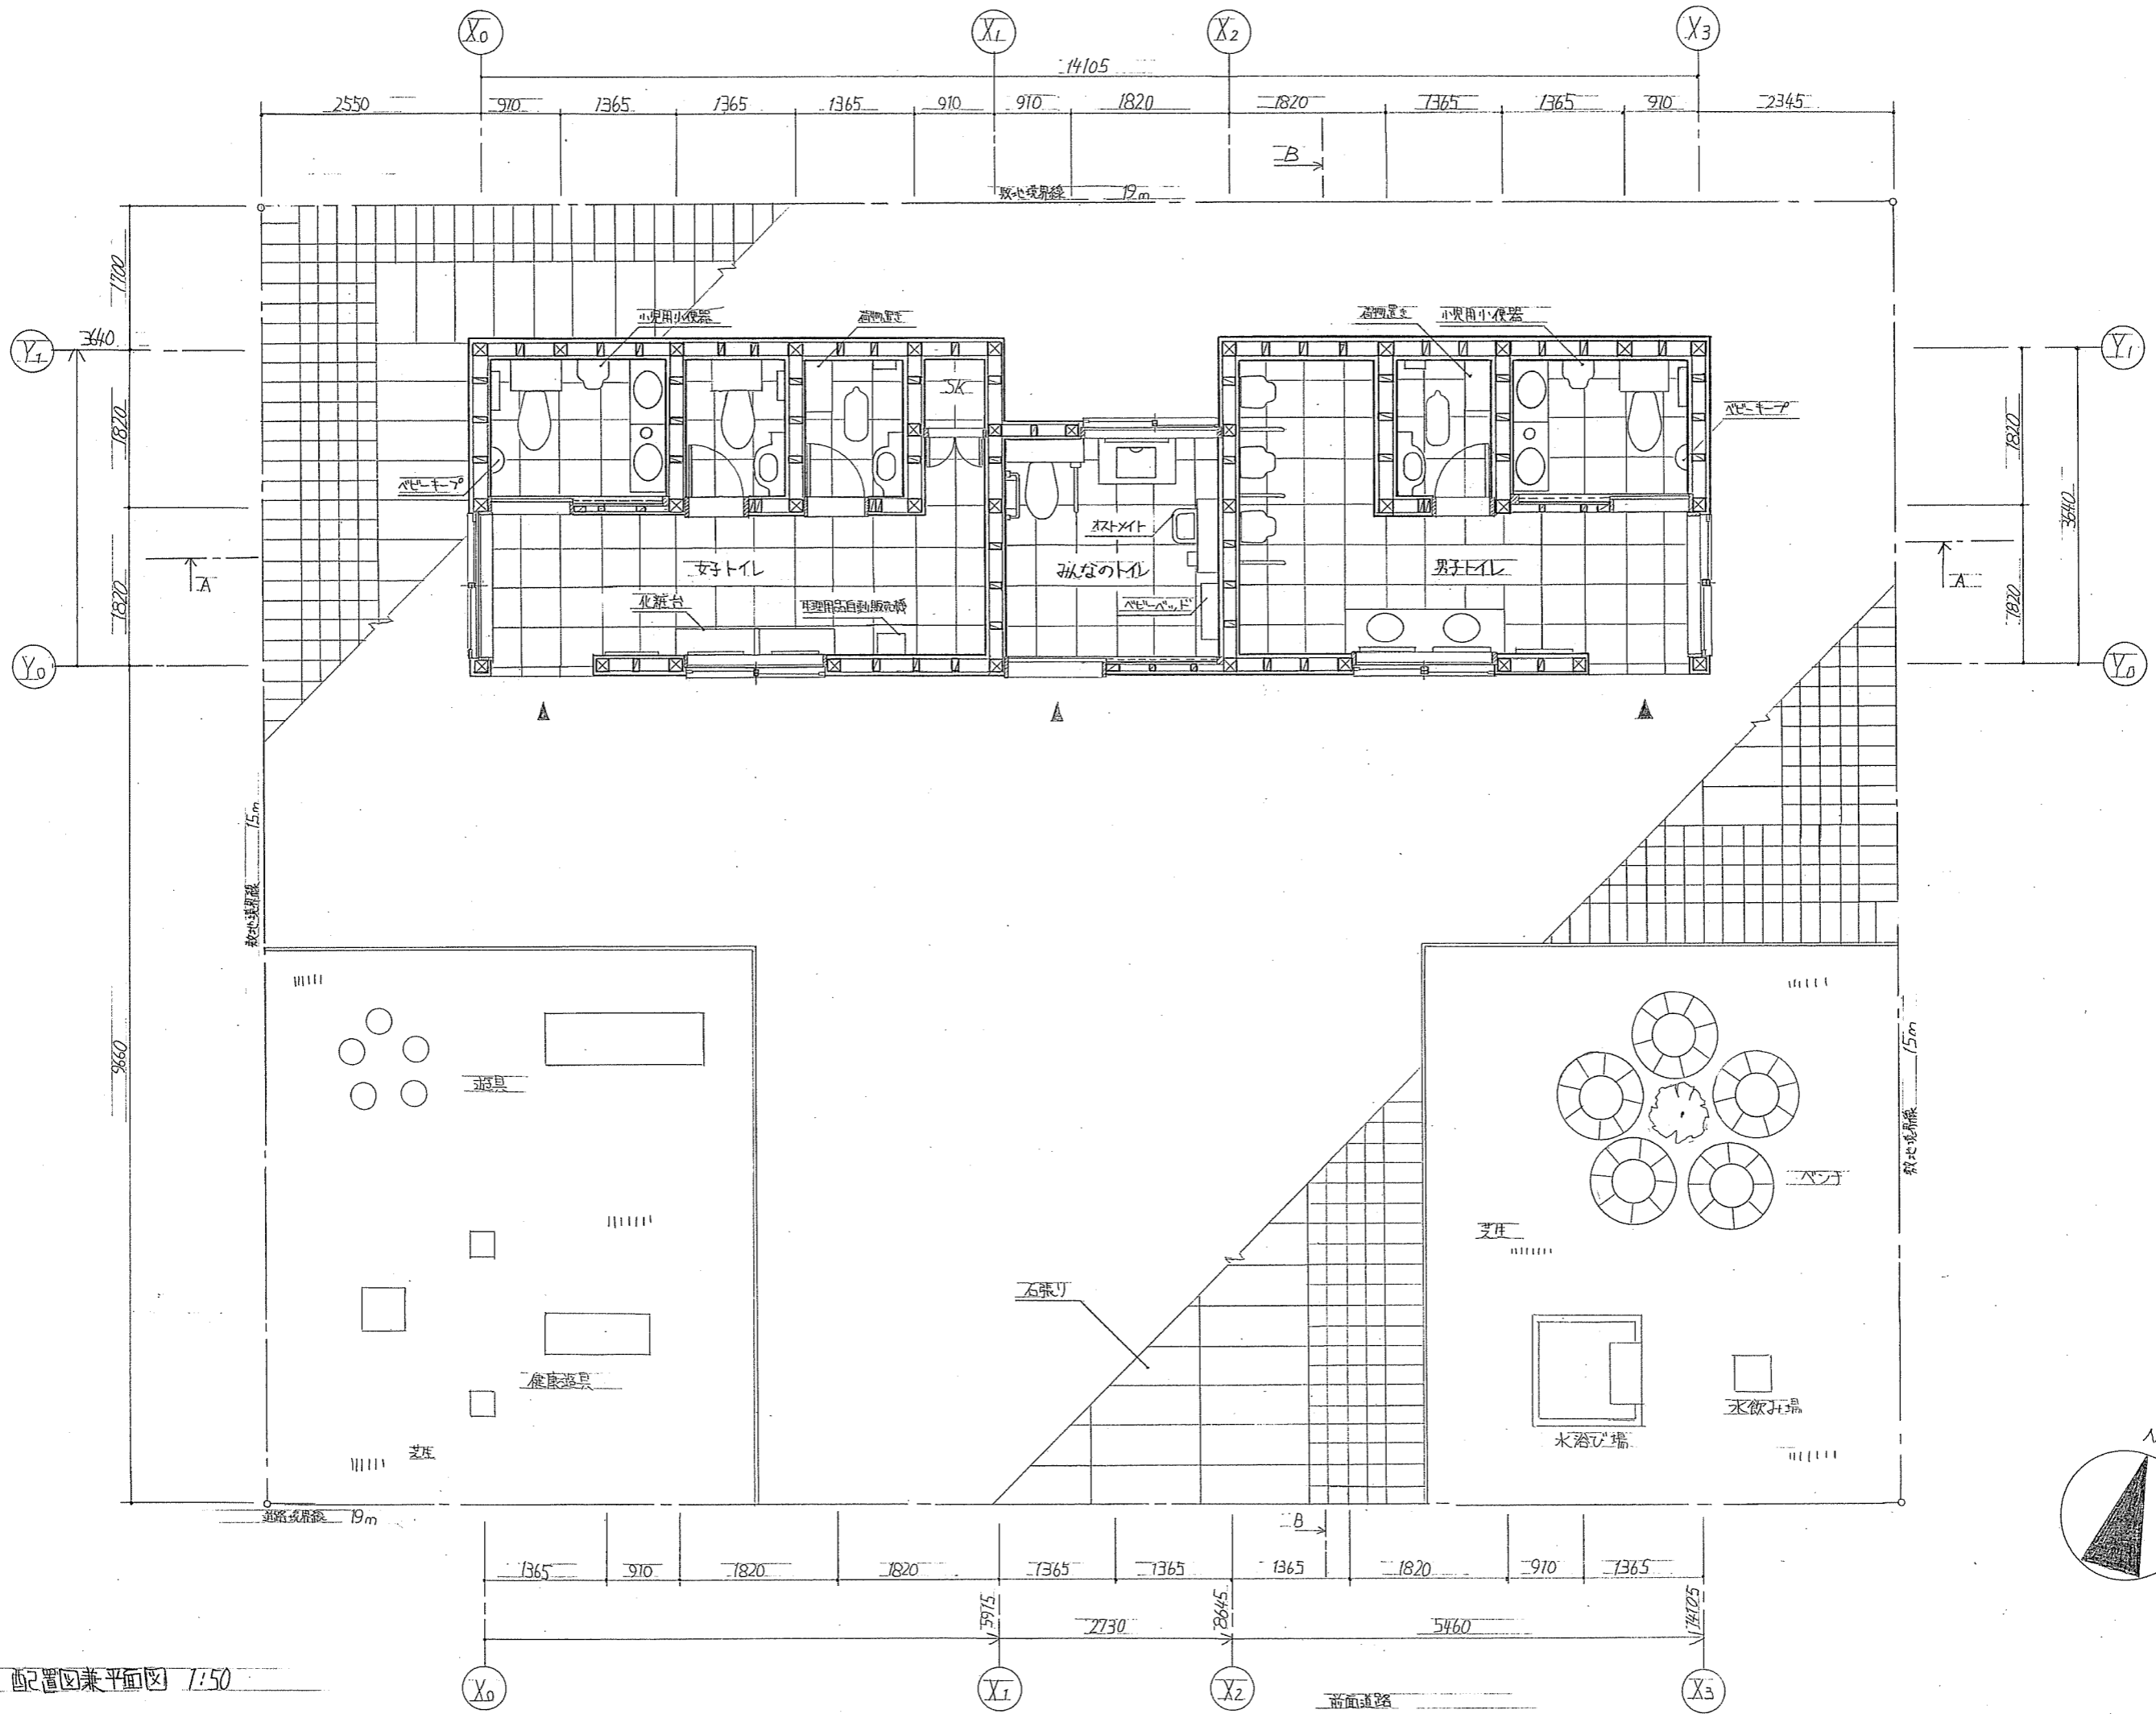 X0 X1 X2 X3
14105
2550 910 1365 1365 1365 910 910 1820 1820 1365 1365 910 2345
B
敷地境界線 19m
1700
小児用小便器 荷物置き 荷物置き 小児用小便器
Y1 3640 Y1
SK
ベビーキープ
1820 1820
ベビーキープ
3640
オストメイト
A 女子トイレ みんなのトイレ 男子トイレ A
1820 化粧台 生理用品自動販売機 ベビーベッド 1820
Y0 Y0
敷地境界線 15m
9660
遊具
敷地境界線 15m
ベンチ
芝生
石張り
健康遊具
水飲み場
水浴び場
芝生
N
道路境界線 19m
B
1365 910 1820 1820 1365 1365 1365 1820 910 1365
5915 8645 14105
2730 5460
配置図兼平面図 1:50
X0 X1 X2 X3
前面道路